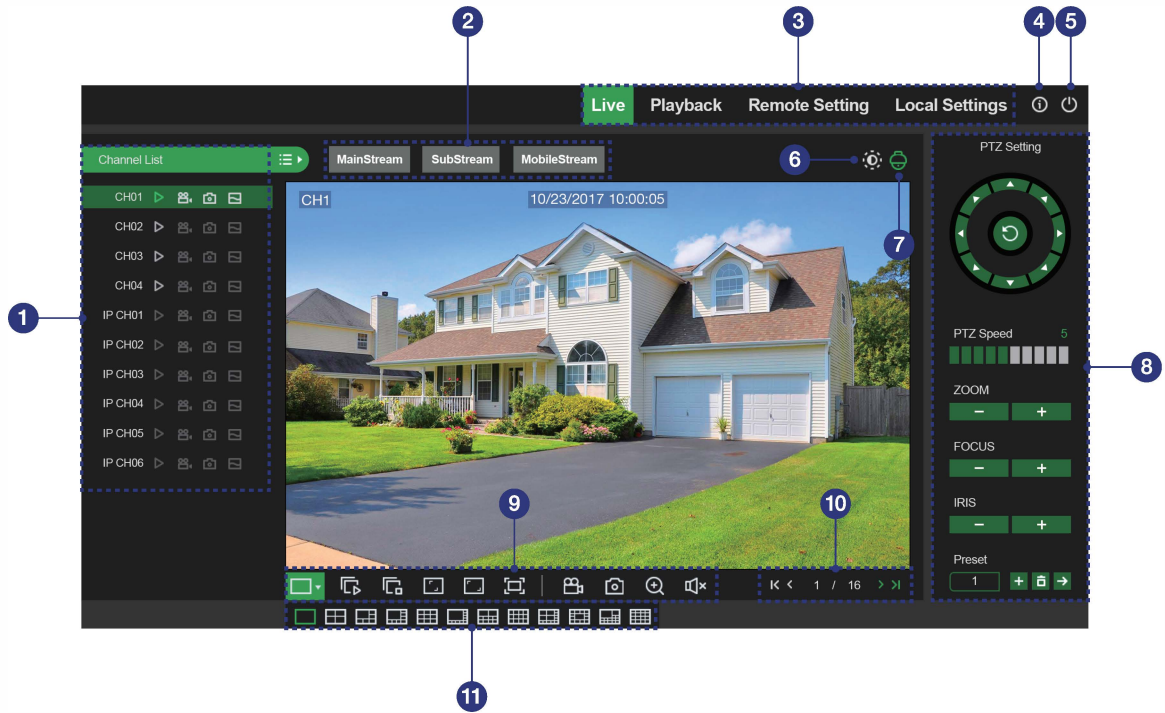 2
3
4
5
Live Playback Remote Setting Local Settings
Channel List
MainStream SubStream MobileStream
6
7
PTZ Setting
CH01
CH02
CH03
CH04
IP CH01
IP CH02
IP CH03
IP CH04
IP CH05
IP CH06
1
CH1
10/23/2017 10:00:05
PTZ Speed 5
8
ZOOM
- +
FOCUS
- +
IRIS
- +
Preset
1
9
10
1 / 16
11